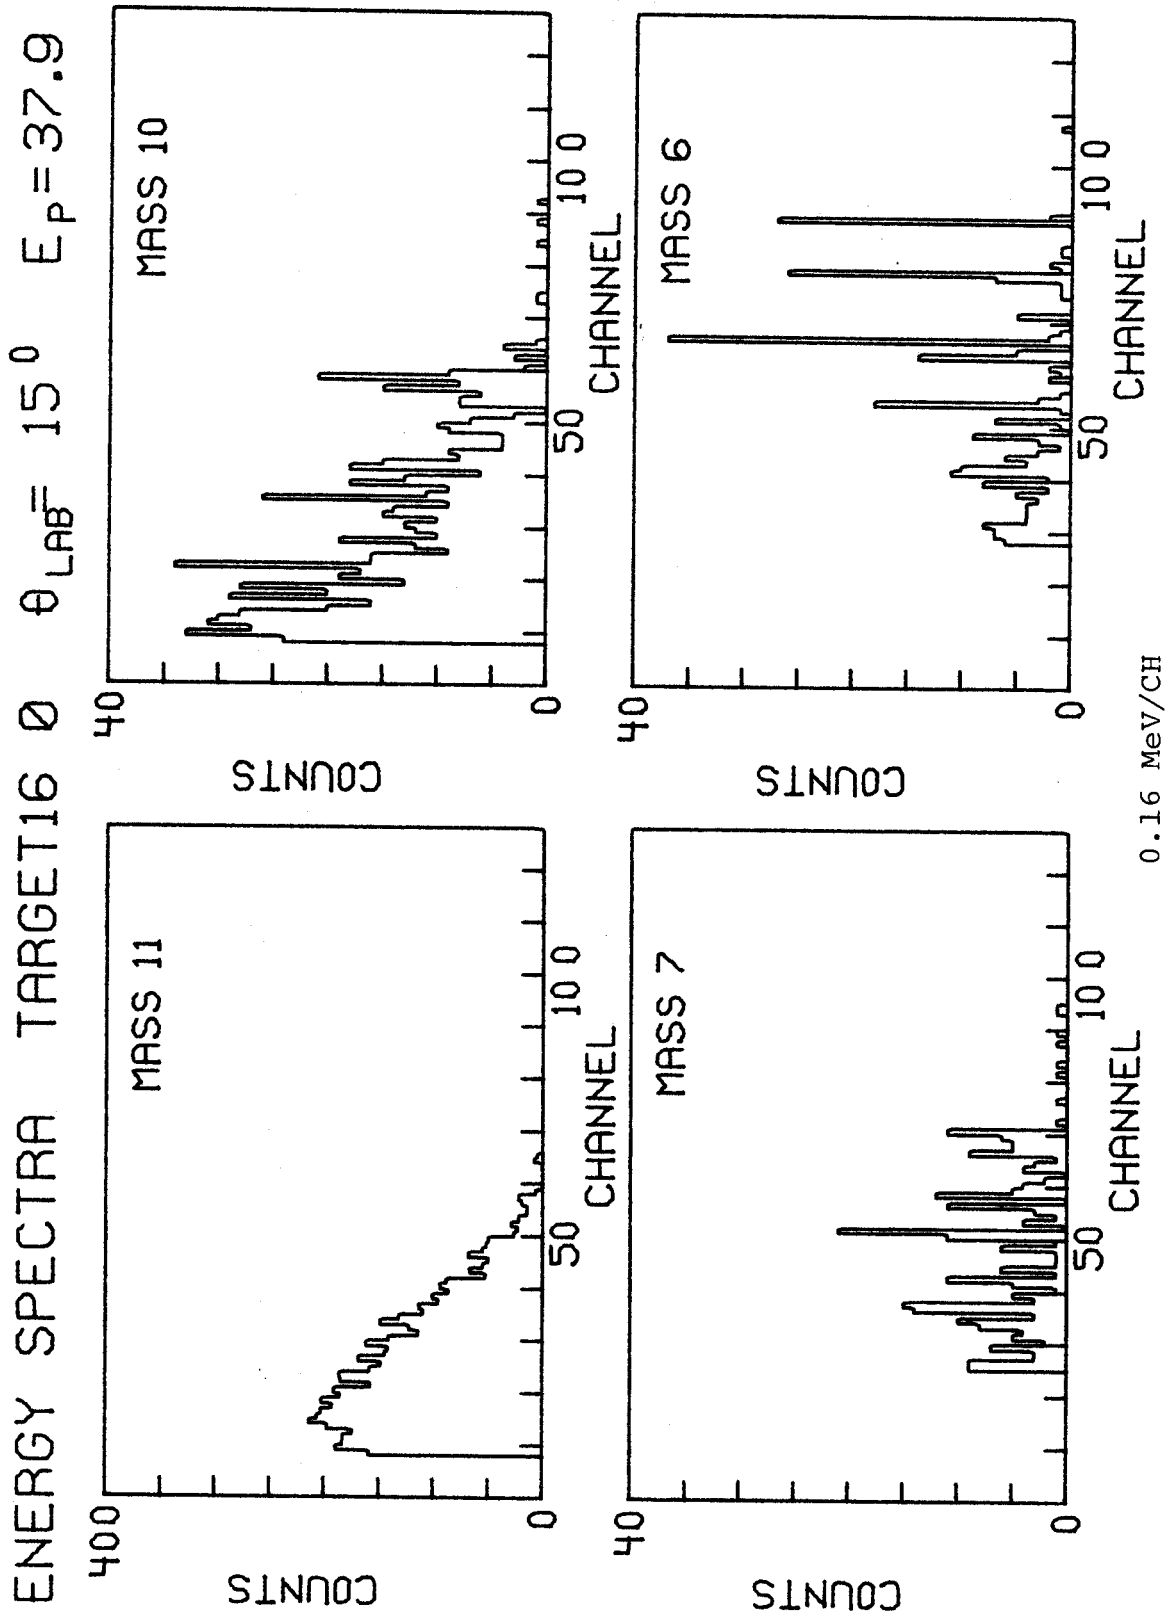 ENERGY SPECTRA TARGET16 O θLAB= 15° EP=37.9
400
COUNTS
0
MASS 11
50
100
CHANNEL
40
COUNTS
0
MASS 10
50
100
CHANNEL
40
COUNTS
0
MASS 7
50
100
CHANNEL
40
COUNTS
0
MASS 6
50
100
CHANNEL
0.16 MeV/CH